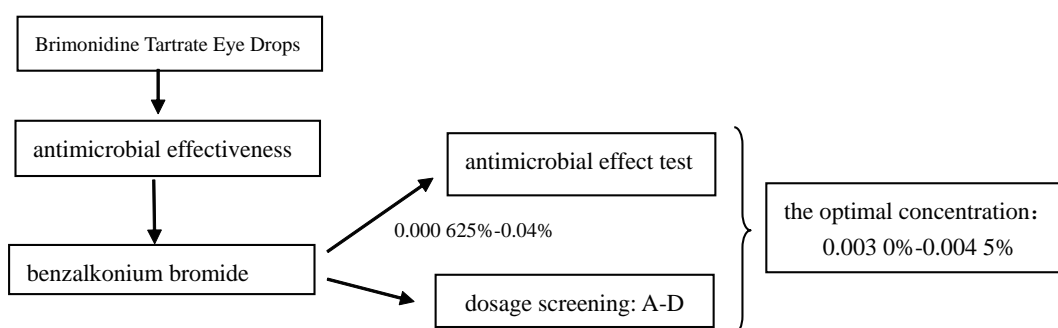 Brimonidine Tartrate Eye Drops
antimicrobial effectiveness
benzalkonium bromide
0.000 625%-0.04%
antimicrobial effect test
dosage screening: A-D
the optimal concentration：
0.003 0%-0.004 5%